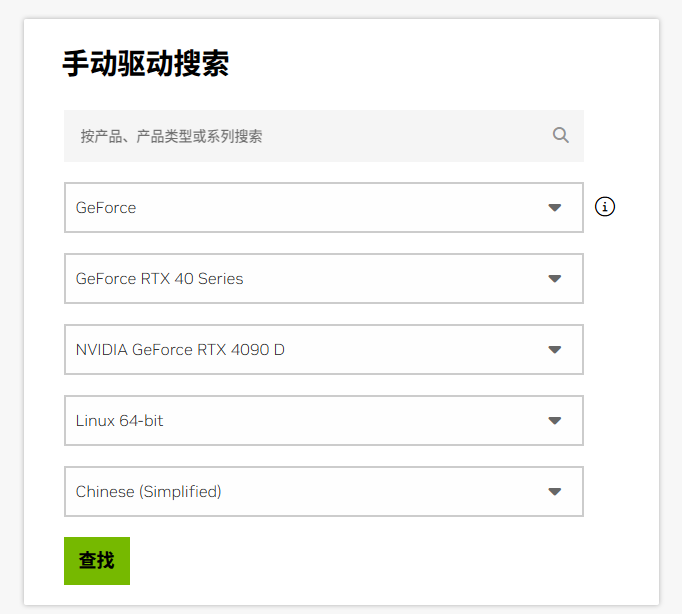 手动驱动搜索
按产品、产品类型或系列搜索
GeForce
GeForce RTX 40 Series
NVIDIA GeForce RTX 4090 D
Linux 64-bit
Chinese (Simplified)
查找